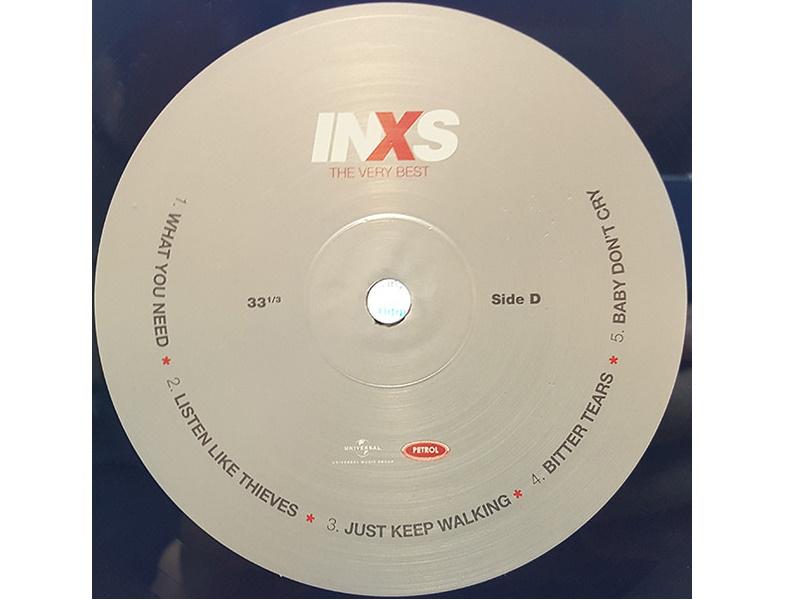 INXS
THE VERY BEST
33 1/3
Side D
1. WHAT YOU NEED * 2. LISTEN LIKE THIEVES * 3. JUST KEEP WALKING * 4. BITTER TEARS * 5. BABY DON'T CRY
UNIVERSAL
UNIVERSAL MUSIC GROUP
PETROL